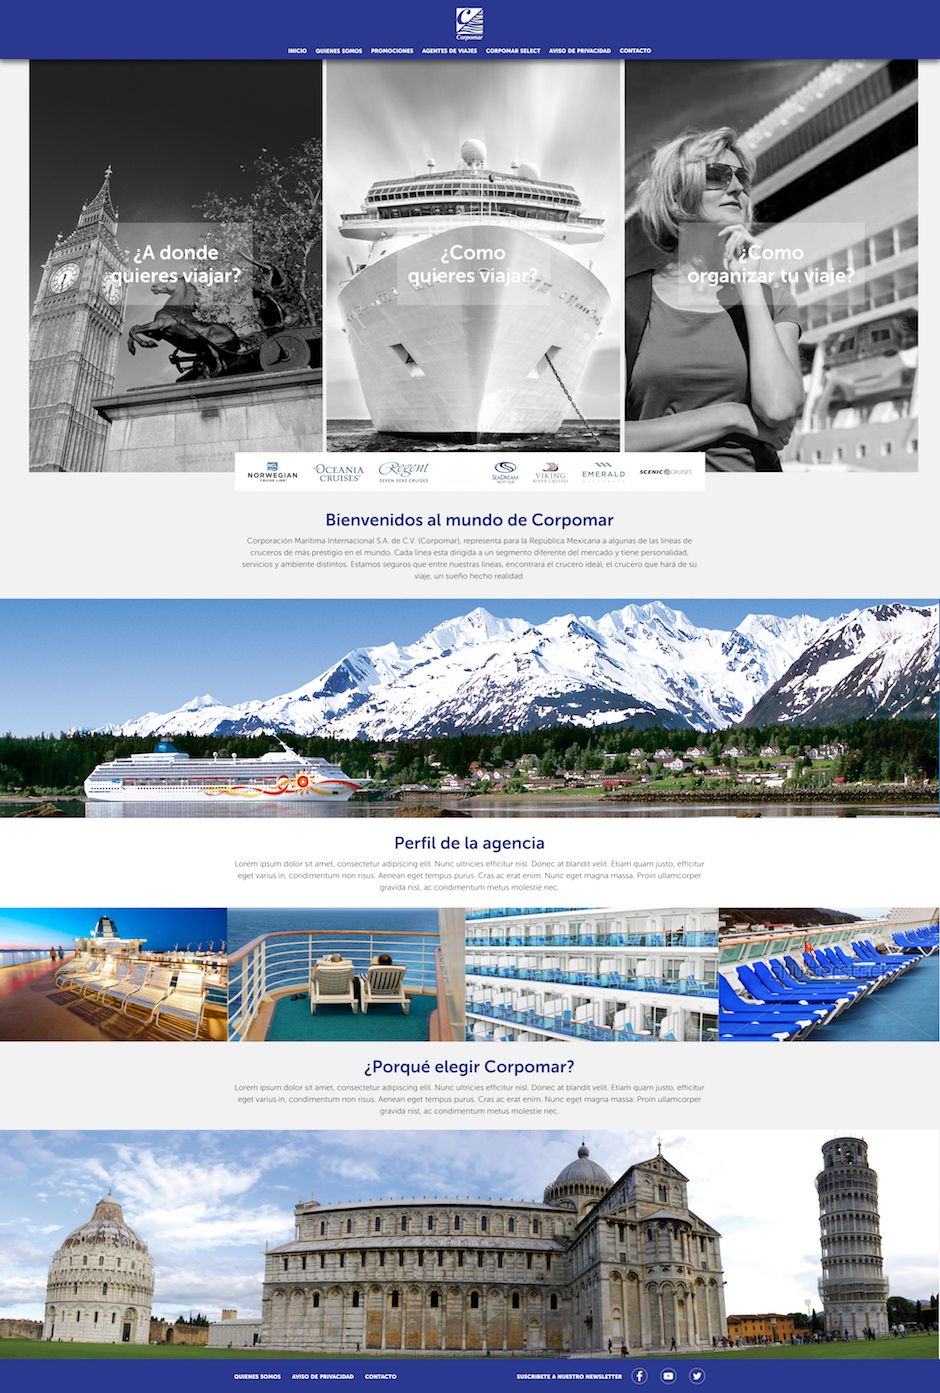 Corpomar
INICIO QUIENES SOMOS PROMOCIONES AGENTES DE VIAJES CORPOMAR SELECT AVISO DE PRIVACIDAD CONTACTO
¿A donde
quieres viajar?
¿Como
quieres viajar?
¿Como
organizar tu viaje?
NCL
NORWEGIAN
CRUISE LINE
OCEANIA
CRUISES
Regent
SEVEN SEAS CRUISES
SEADREAM
YACHT CLUB
VIKING
RIVER CRUISES
EMERALD
SCENIC CRUISES
Bienvenidos al mundo de Corpomar
Corporación Marítima Internacional S.A. de C.V. (Corpomar), representa para la República Mexicana a algunas de las líneas de
cruceros de más prestigio en el mundo. Cada linea esta dirigida a un segmento diferente del mercado y tiene personalidad,
servicios y ambiente distintos. Estamos seguros que entre nuestras lineas, encontrara el crucero ideal, el crucero que hará de su
viaje, un sueño hecho realidad.
Perfil de la agencia
Lorem ipsum dolor sit amet, consectetur adipiscing elit. Nunc ultricies efficitur nisl. Donec at blandit velit. Etiam quam justo, efficitur
eget varius in, condimentum non risus. Aenean eget tempus purus. Cras ac erat enim. Nunc eget magna massa. Proin ullamcorper
gravida nisl, ac condimentum metus molestie nec.
shutterstock
¿Porqué elegir Corpomar?
Lorem ipsum dolor sit amet, consectetur adipiscing elit. Nunc ultricies efficitur nisl. Donec at blandit velit. Etiam quam justo, efficitur
eget varius in, condimentum non risus. Aenean eget tempus purus. Cras ac erat enim. Nunc eget magna massa. Proin ullamcorper
gravida nisl, ac condimentum metus molestie nec.
QUIENES SOMOS AVISO DE PRIVACIDAD CONTACTO SUSCRIBETE A NUESTRO NEWSLETTER